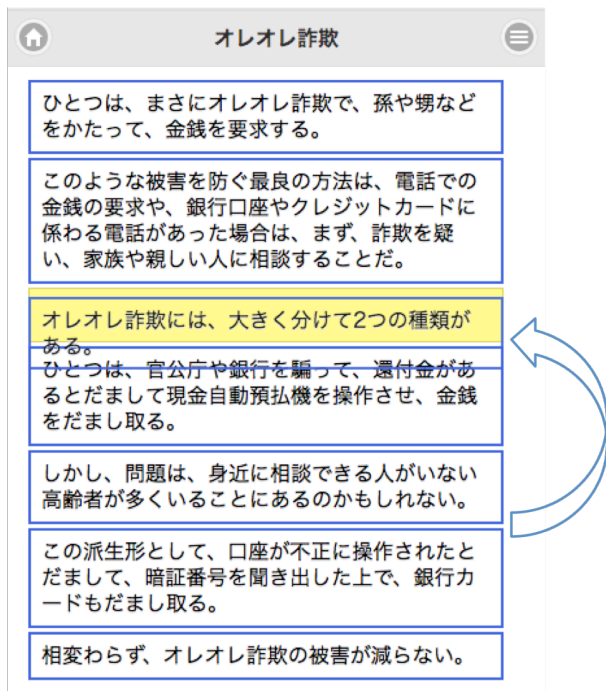 オレオレ詐欺
ひとつは、まさにオレオレ詐欺で、孫や甥など
をかたって、金銭を要求する。
このような被害を防ぐ最良の方法は、電話での
金銭の要求や、銀行口座やクレジットカードに
係わる電話があった場合は、まず、詐欺を疑
い、家族や親しい人に相談することだ。
オレオレ詐欺には、大きく分けて2つの種類が
ある。
ひとつは、官公庁や銀行を騙って、還付金があ
るとだまして現金自動預払機を操作させ、金銭
をだまし取る。
しかし、問題は、身近に相談できる人がいない
高齢者が多くいることにあるのかもしれない。
この派生形として、口座が不正に操作されたと
だまして、暗証番号を聞き出した上で、銀行カ
ードもだまし取る。
相変わらず、オレオレ詐欺の被害が減らない。